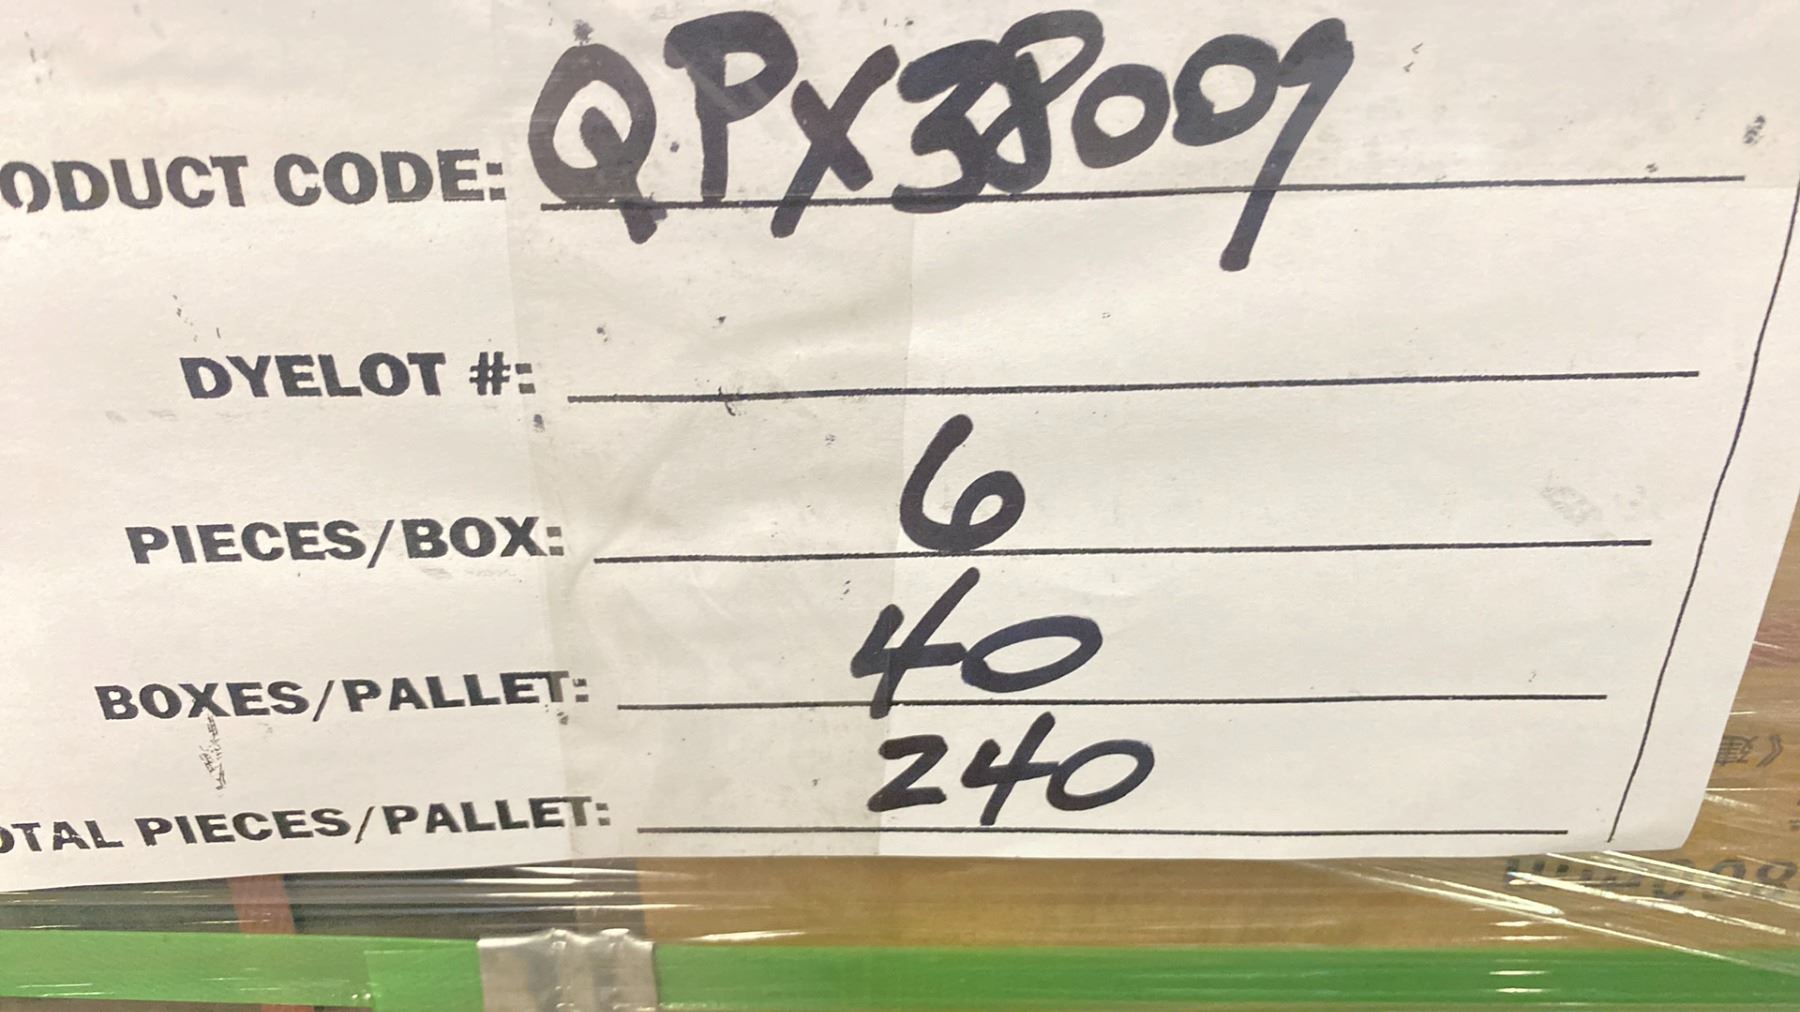 ODUCT CODE: QPX38009
DYELOT #:
PIECES/BOX: 6
BOXES/PALLET: 40
OTAL PIECES/PALLET: 240